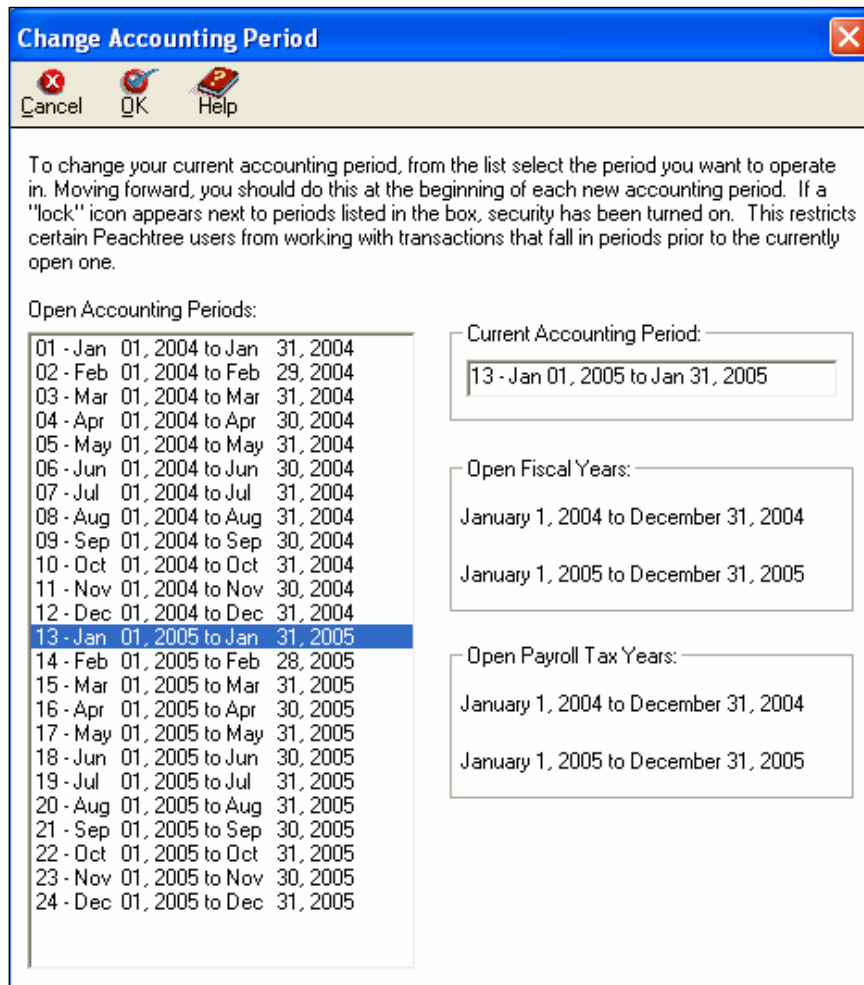 Change Accounting Period
Cancel OK Help
To change your current accounting period, from the list select the period you want to operate
in. Moving forward, you should do this at the beginning of each new accounting period. If a
"lock" icon appears next to periods listed in the box, security has been turned on. This restricts
certain Peachtree users from working with transactions that fall in periods prior to the currently
open one.
Open Accounting Periods:
01 - Jan 01, 2004 to Jan 31, 2004
02 - Feb 01, 2004 to Feb 29, 2004
03 - Mar 01, 2004 to Mar 31, 2004
04 - Apr 01, 2004 to Apr 30, 2004
05 - May 01, 2004 to May 31, 2004
06 - Jun 01, 2004 to Jun 30, 2004
07 - Jul 01, 2004 to Jul 31, 2004
08 - Aug 01, 2004 to Aug 31, 2004
09 - Sep 01, 2004 to Sep 30, 2004
10 - Oct 01, 2004 to Oct 31, 2004
11 - Nov 01, 2004 to Nov 30, 2004
12 - Dec 01, 2004 to Dec 31, 2004
13 - Jan 01, 2005 to Jan 31, 2005
14 - Feb 01, 2005 to Feb 28, 2005
15 - Mar 01, 2005 to Mar 31, 2005
16 - Apr 01, 2005 to Apr 30, 2005
17 - May 01, 2005 to May 31, 2005
18 - Jun 01, 2005 to Jun 30, 2005
19 - Jul 01, 2005 to Jul 31, 2005
20 - Aug 01, 2005 to Aug 31, 2005
21 - Sep 01, 2005 to Sep 30, 2005
22 - Oct 01, 2005 to Oct 31, 2005
23 - Nov 01, 2005 to Nov 30, 2005
24 - Dec 01, 2005 to Dec 31, 2005
Current Accounting Period:
13 - Jan 01, 2005 to Jan 31, 2005
Open Fiscal Years:
January 1, 2004 to December 31, 2004
January 1, 2005 to December 31, 2005
Open Payroll Tax Years:
January 1, 2004 to December 31, 2004
January 1, 2005 to December 31, 2005